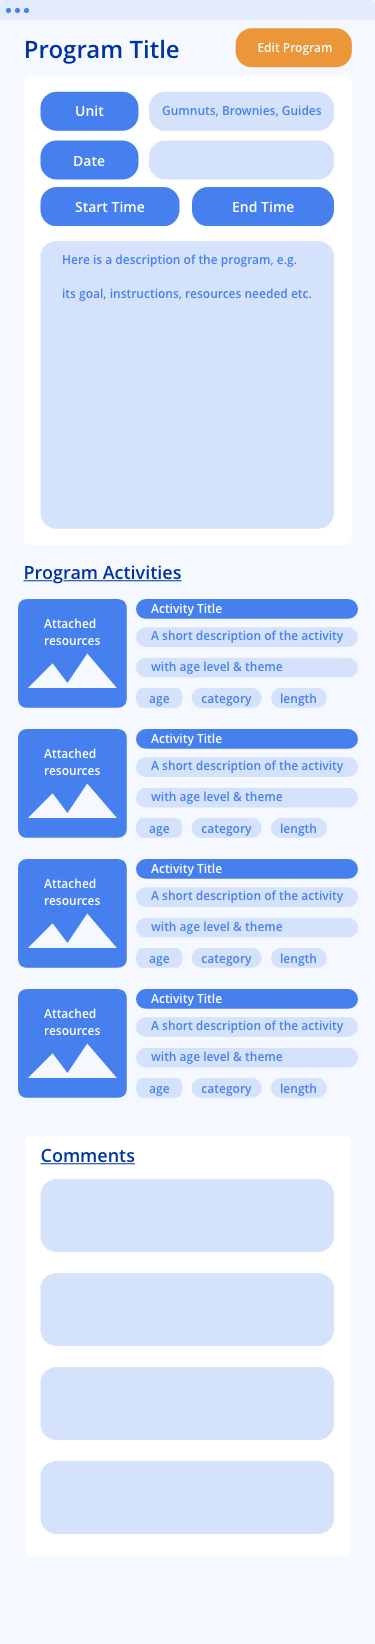 Program Title
Edit Program
Unit
Gumnuts, Brownies, Guides
Date
Start Time
End Time
Here is a description of the program, e.g.
its goal, instructions, resources needed etc.
Program Activities
Attached
resources
Activity Title
A short description of the activity
with age level & theme
age
category
length
Attached
resources
Activity Title
A short description of the activity
with age level & theme
age
category
length
Attached
resources
Activity Title
A short description of the activity
with age level & theme
age
category
length
Attached
resources
Activity Title
A short description of the activity
with age level & theme
age
category
length
Comments